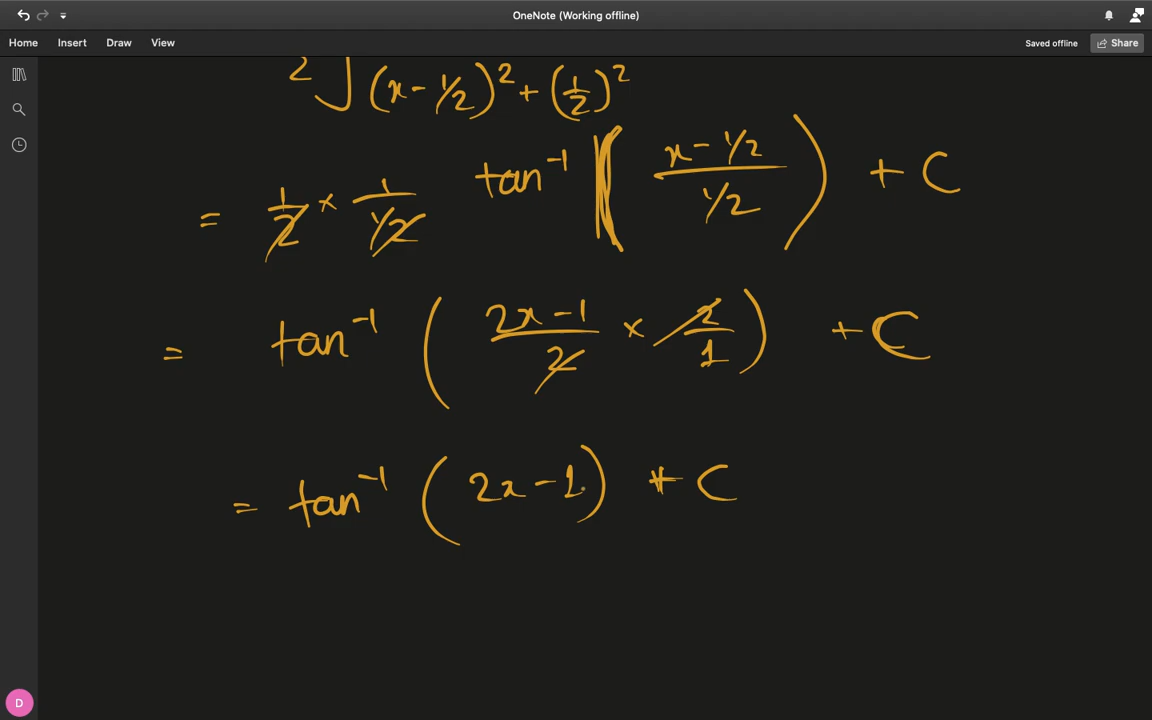 OneNote (Working offline)
Home Insert Draw View Saved offline Share
2 ∫ (x - 1/2)² + (1/2)²
= 1/2 × 1/(1/2) tan⁻¹ ( (x - 1/2)/(1/2) ) + C
= tan⁻¹ ( (2x - 1)/2 × 2/1 ) + C
= tan⁻¹ ( 2x - 1 ) + C
D